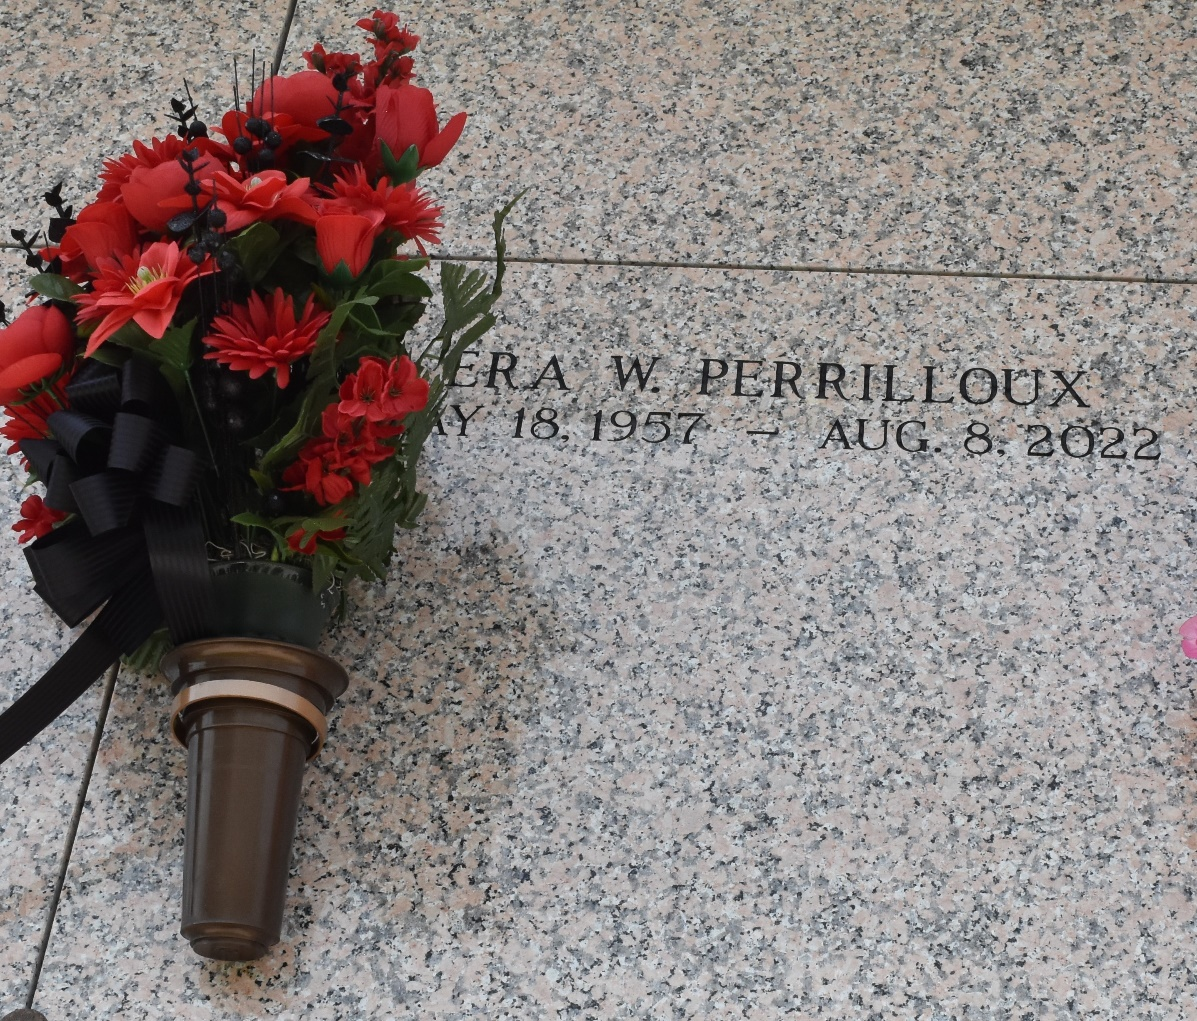 ERA W. PERRILLOUX
AY 18, 1957 – AUG. 8, 2022